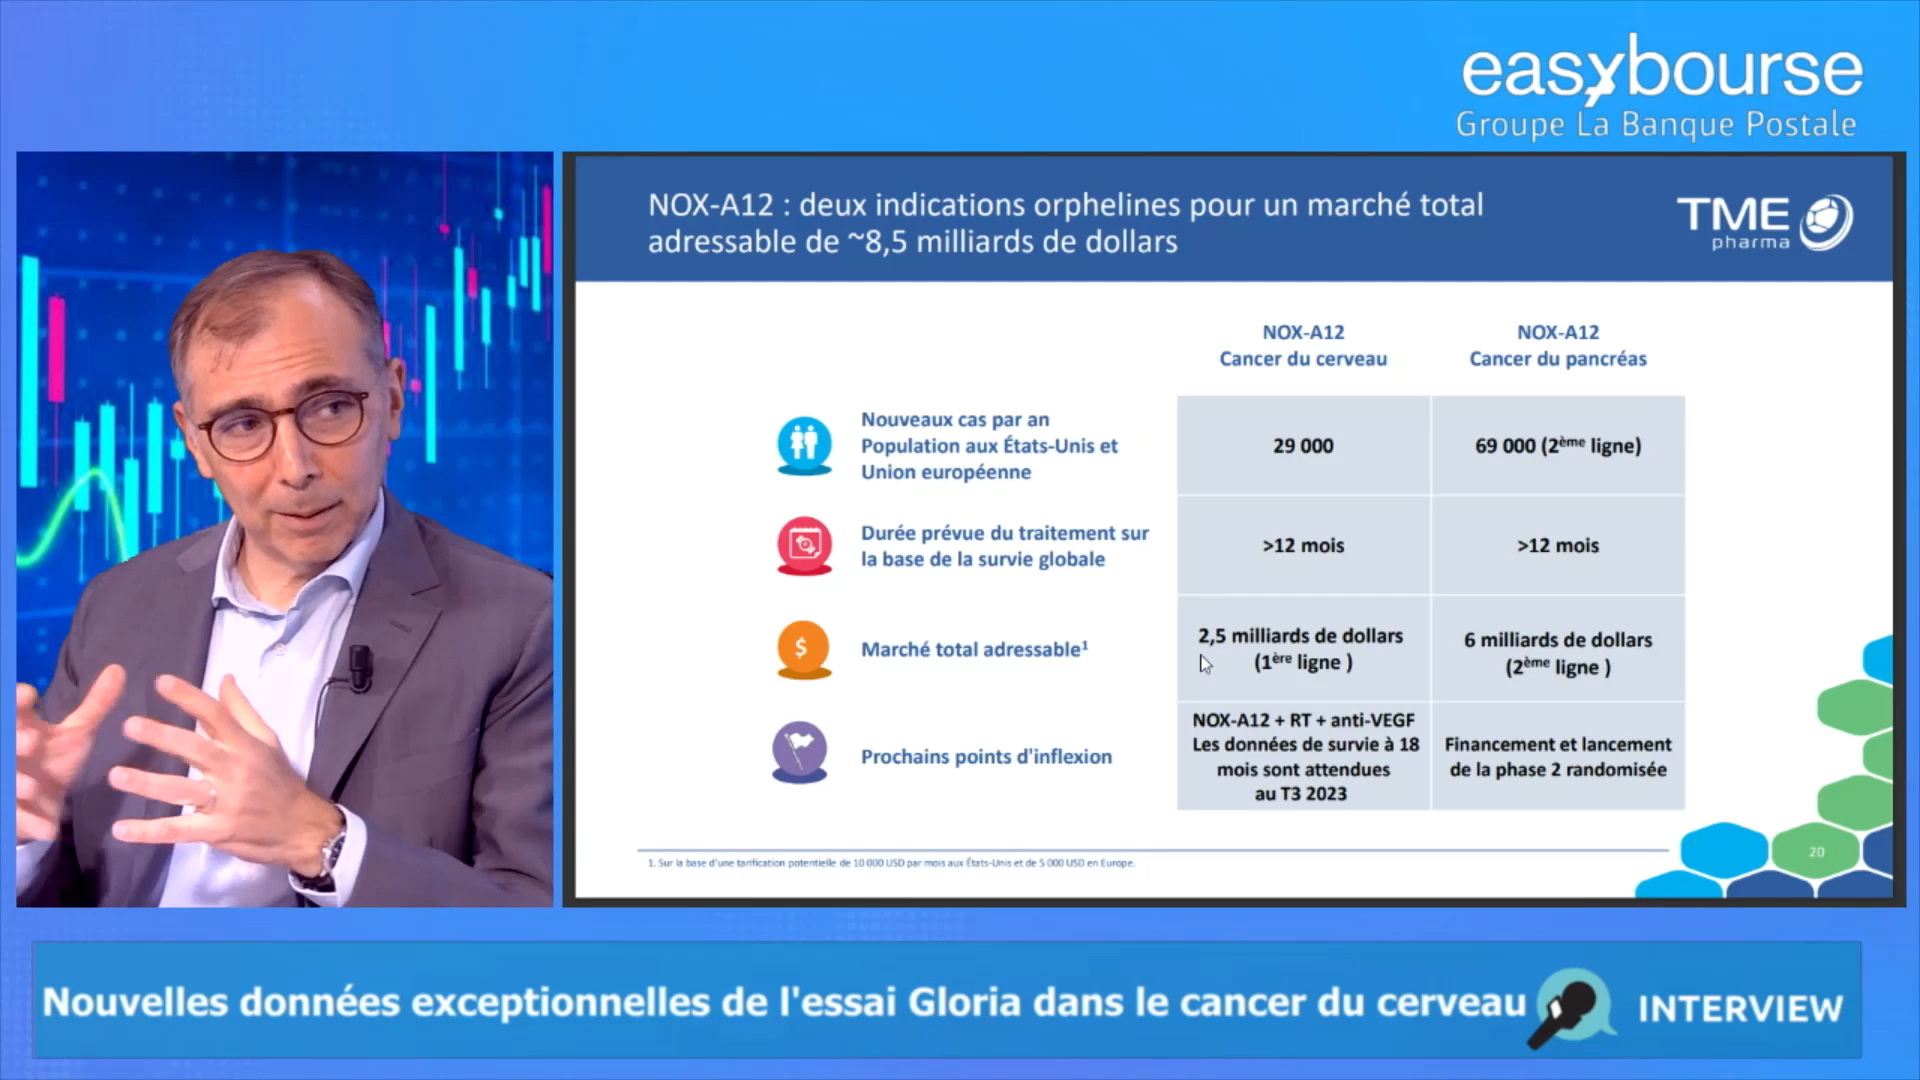 easybourse
Groupe La Banque Postale
NOX-A12 : deux indications orphelines pour un marché total
adressable de ~8,5 milliards de dollars
TME
pharma
NOX-A12
Cancer du cerveau
NOX-A12
Cancer du pancréas
Nouveaux cas par an
Population aux États-Unis et
Union européenne
29 000
69 000 (2ème ligne)
Durée prévue du traitement sur
la base de la survie globale
>12 mois
>12 mois
$
Marché total adressable¹
2,5 milliards de dollars
(1ère ligne )
6 milliards de dollars
(2ème ligne )
Prochains points d'inflexion
NOX-A12 + RT + anti-VEGF
Les données de survie à 18
mois sont attendues
au T3 2023
Financement et lancement
de la phase 2 randomisée
1. Sur la base d'une tarification potentielle de 10 000 USD par mois aux États-Unis et de 5 000 USD en Europe.
20
Nouvelles données exceptionnelles de l'essai Gloria dans le cancer du cerveau
INTERVIEW